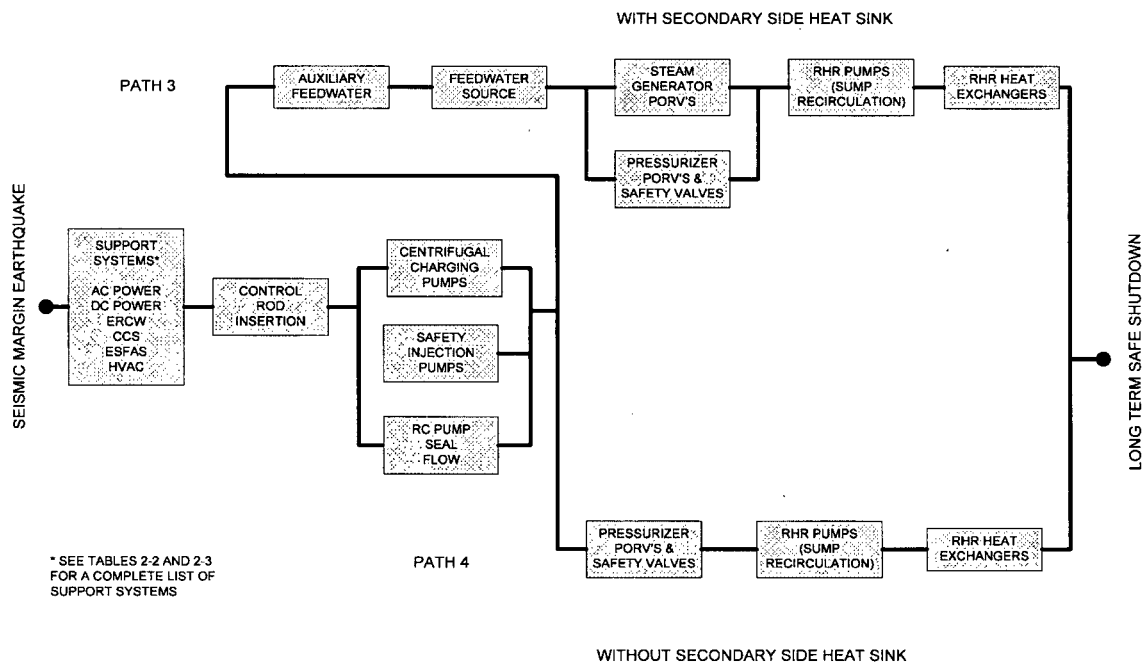 WITH SECONDARY SIDE HEAT SINK
PATH 3
AUXILIARY
FEEDWATER
FEEDWATER
SOURCE
STEAM
GENERATOR
PORV'S
RHR PUMPS
(SUMP
RECIRCULATION)
RHR HEAT
EXCHANGERS
PRESSURIZER
PORV'S &
SAFETY VALVES
SEISMIC MARGIN EARTHQUAKE
SUPPORT
SYSTEMS*
AC POWER
DC POWER
ERCW
CCS
ESFAS
HVAC
CONTROL
ROD
INSERTION
CENTRIFUGAL
CHARGING
PUMPS
SAFETY
INJECTION
PUMPS
RC PUMP
SEAL
FLOW
LONG TERM SAFE SHUTDOWN
* SEE TABLES 2-2 AND 2-3
FOR A COMPLETE LIST OF
SUPPORT SYSTEMS
PATH 4
PRESSURIZER
PORV'S &
SAFETY VALVES
RHR PUMPS
(SUMP
RECIRCULATION)
RHR HEAT
EXCHANGERS
WITHOUT SECONDARY SIDE HEAT SINK